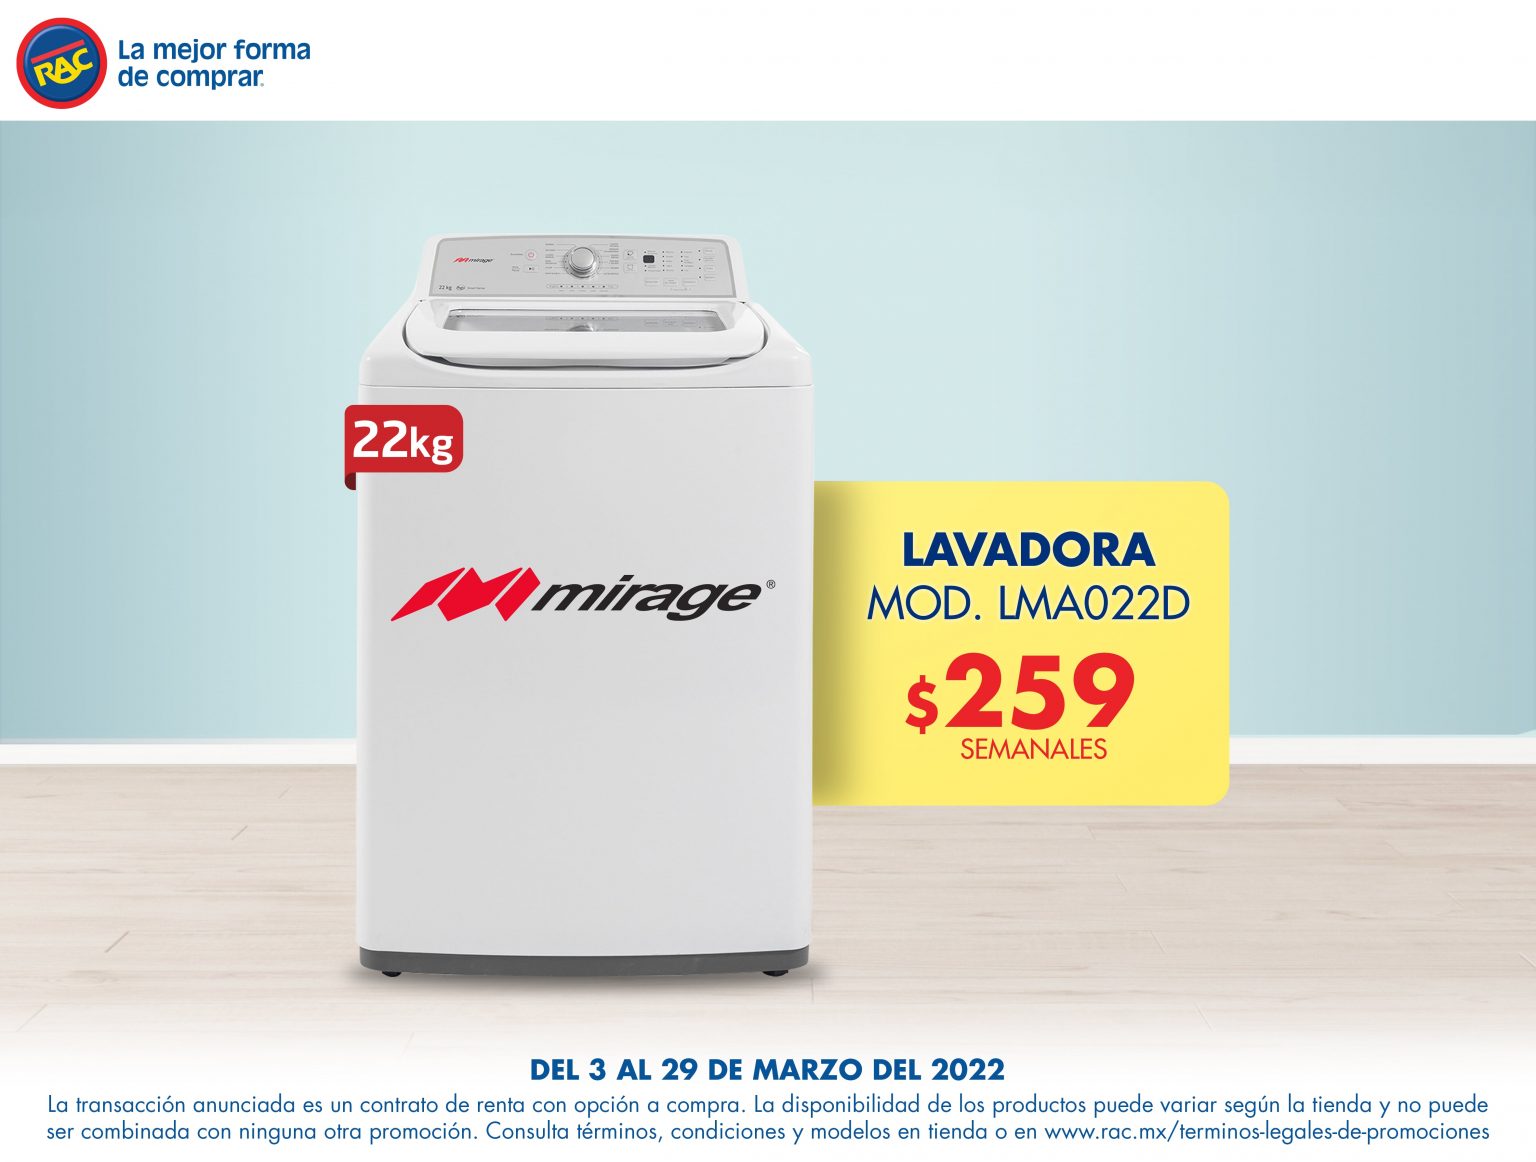 RAC
La mejor forma
de comprar.
mirage
22 kg
22kg
mirage®
LAVADORA
MOD. LMA022D
$259
SEMANALES
DEL 3 AL 29 DE MARZO DEL 2022
La transacción anunciada es un contrato de renta con opción a compra. La disponibilidad de los productos puede variar según la tienda y no puede
ser combinada con ninguna otra promoción. Consulta términos, condiciones y modelos en tienda o en www.rac.mx/terminos-legales-de-promociones